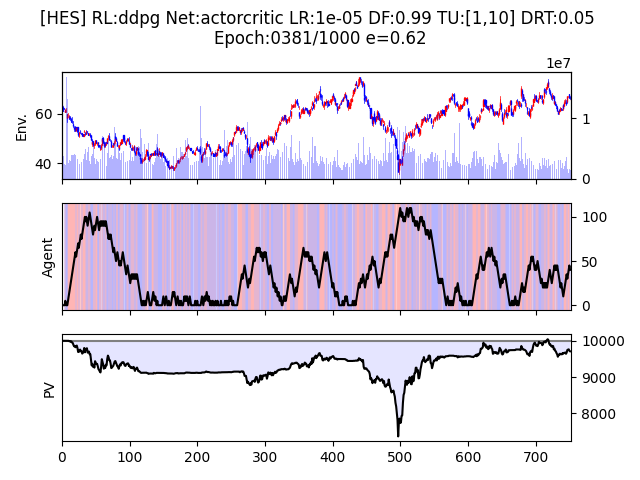 [HES] RL:ddpg Net:actorcritic LR:1e-05 DF:0.99 TU:[1,10] DRT:0.05
Epoch:0381/1000 e=0.62
1e7
Env.
60
40
1
0
Agent
100
50
0
PV
10000
9000
8000
0 100 200 300 400 500 600 700